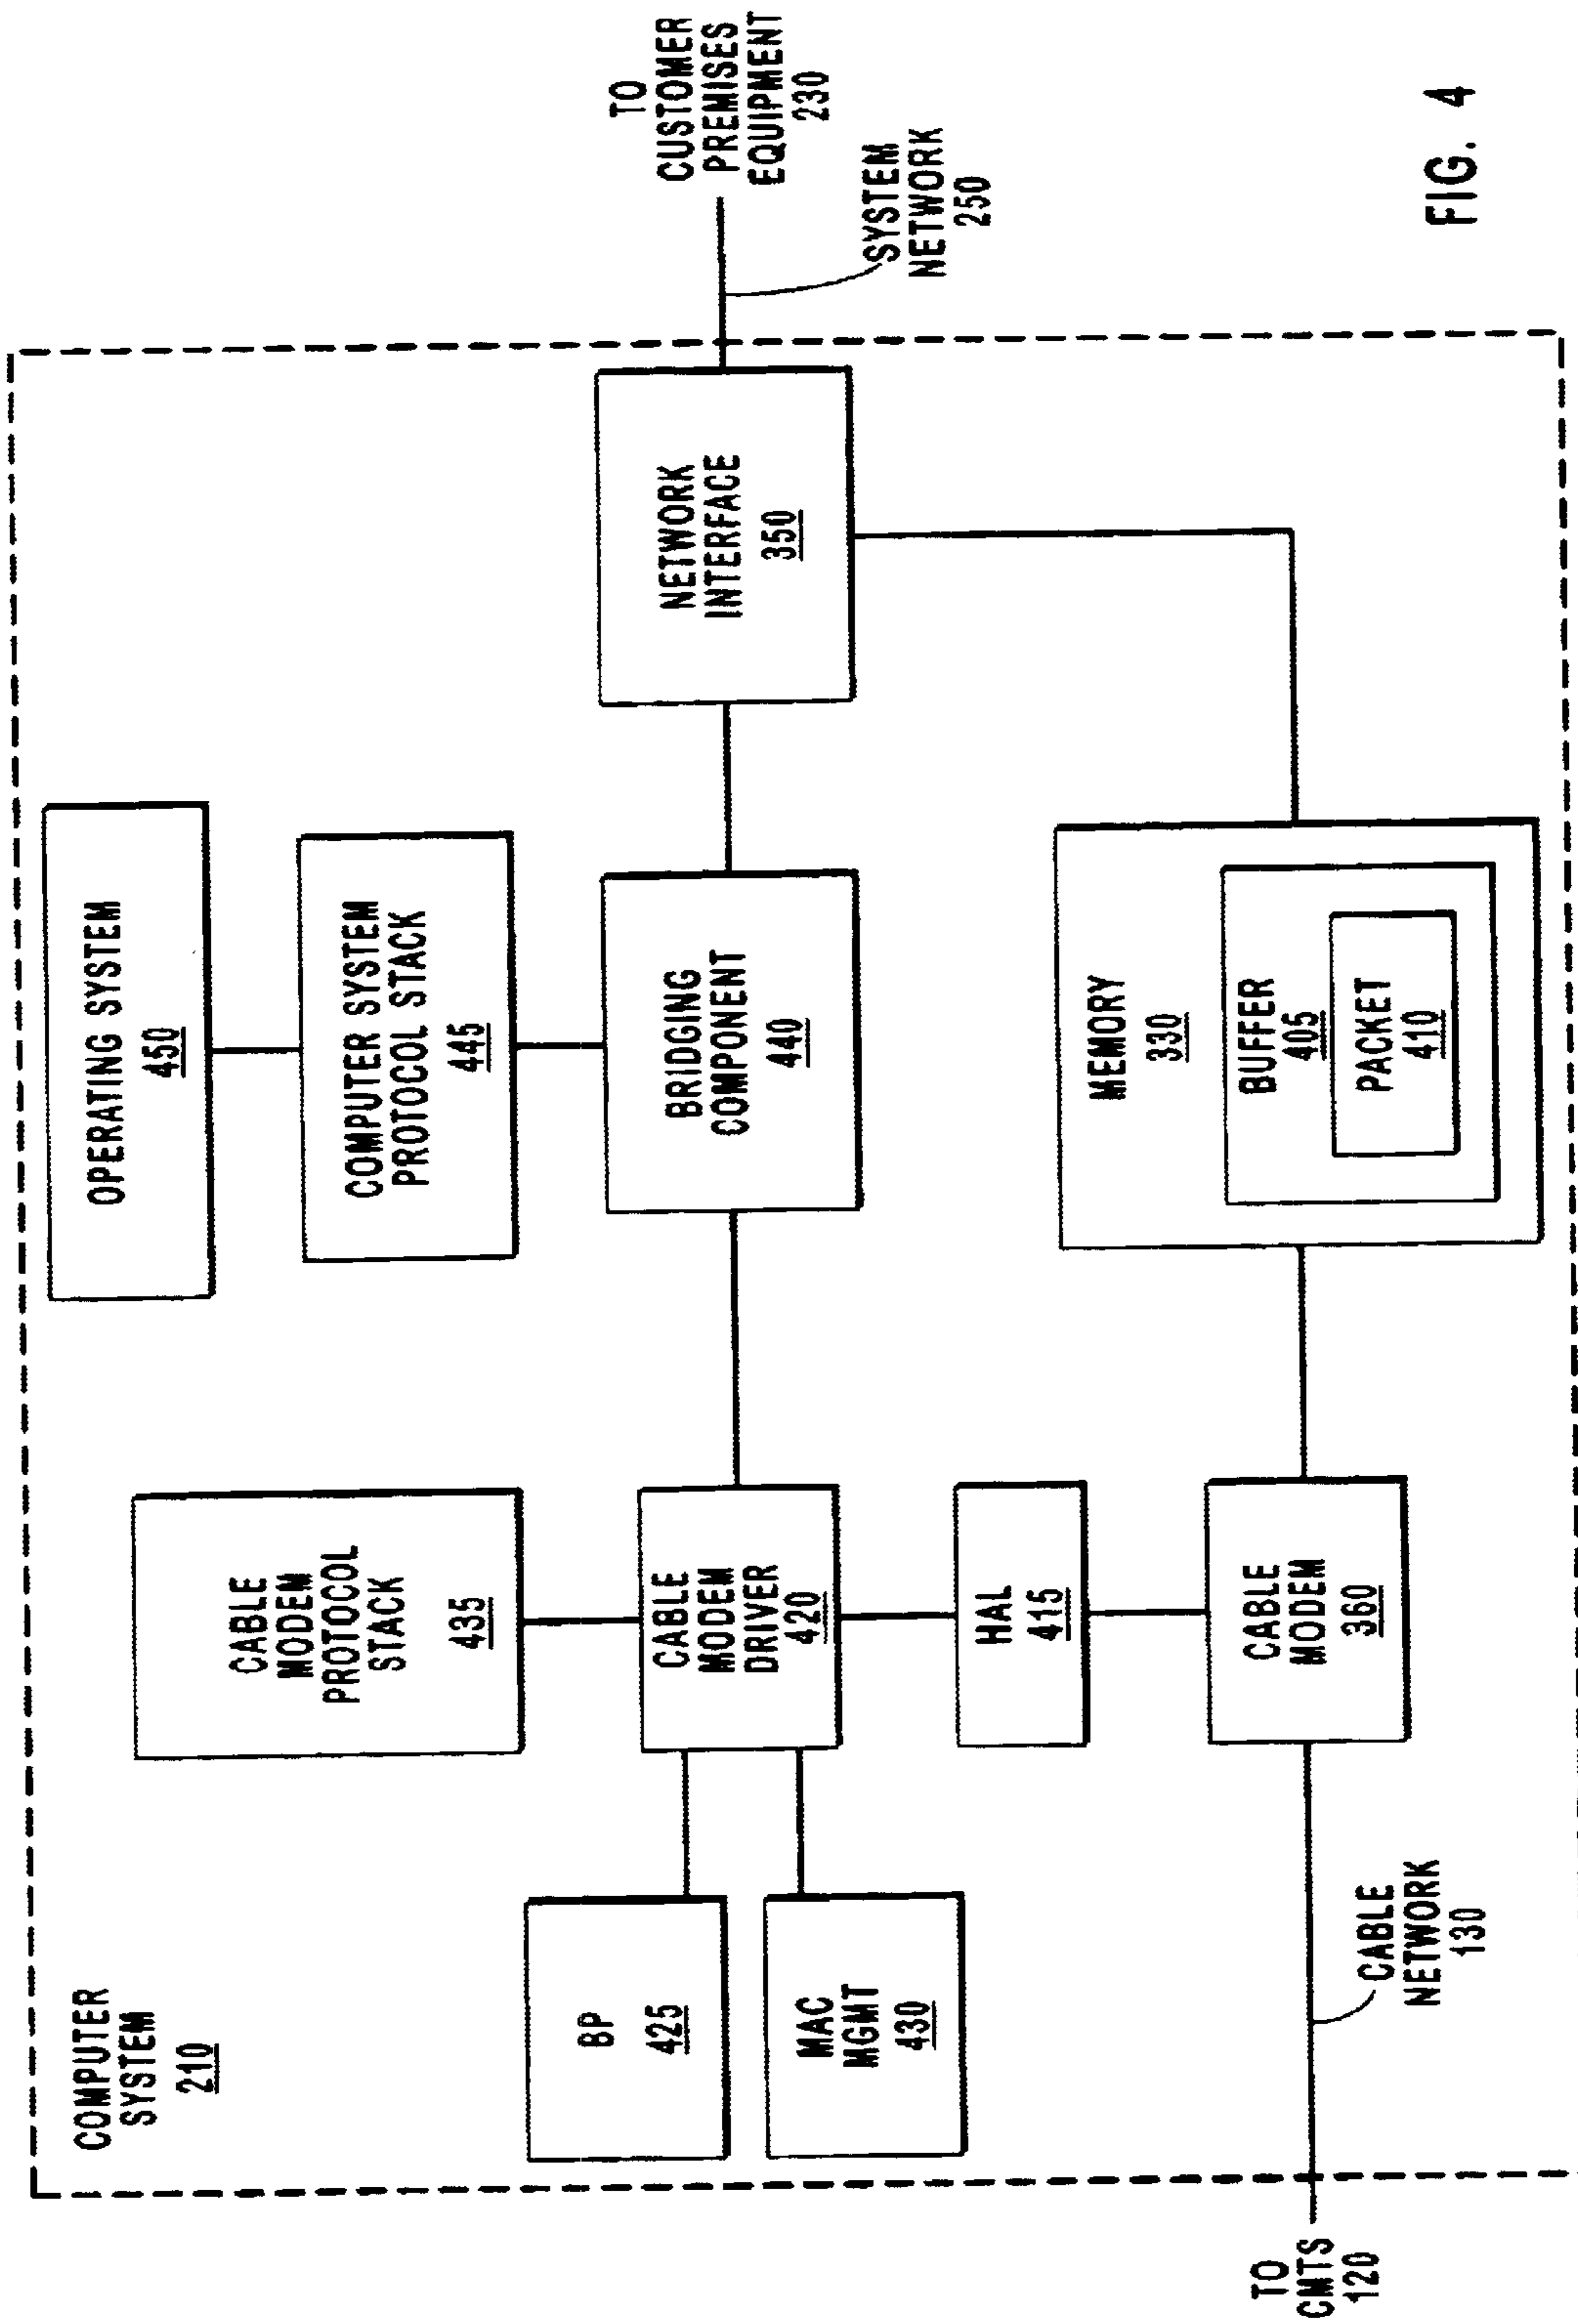 COMPUTER
SYSTEM
210
OPERATING SYSTEM
450
CABLE
MODEM
PROTOCOL
STACK
435
COMPUTER SYSTEM
PROTOCOL STACK
445
BP
425
MAC
MGMT
430
CABLE
MODEM
DRIVER
420
BRIDGING
COMPONENT
440
NETWORK
INTERFACE
350
TO
CUSTOMER
PREMISES
EQUIPMENT
230
SYSTEM
NETWORK
250
HAL
415
MEMORY
330
BUFFER
405
PACKET
410
CABLE
MODEM
360
TO
CMTS
120
CABLE
NETWORK
130
FIG. 4